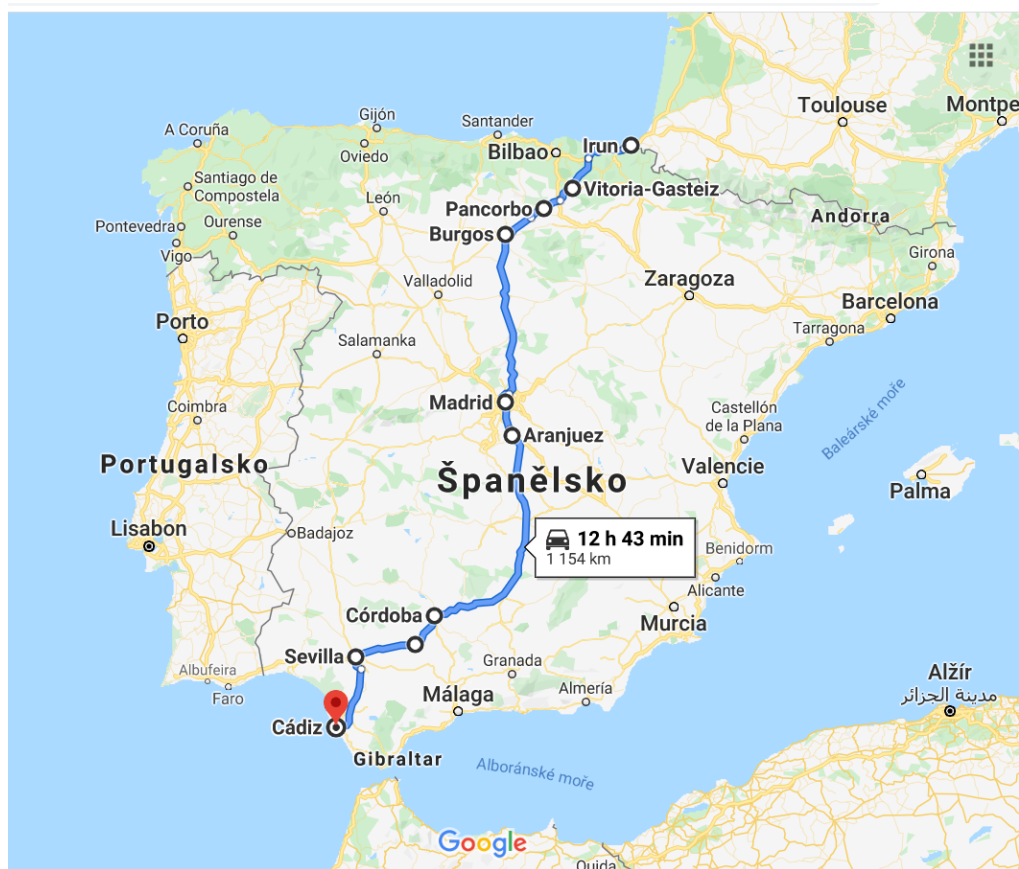 Toulouse
Montpe
Gijón
A Coruña
Santander
Oviedo
Bilbao
Irun
Santiago de
Compostela
León
Vitoria-Gasteiz
Pancorbo
Burgos
Pontevedra
Ourense
Vigo
Andorra
Girona
Valladolid
Zaragoza
Barcelona
Porto
Tarragona
Salamanka
Madrid
Coimbra
Castellón
de la Plana
Baleárské moře
Aranjuez
Portugalsko
Španělsko
Valencie
Palma
Lisabon
Badajoz
12 h 43 min
1 154 km
Benidorm
Alicante
Córdoba
Murcia
Sevilla
Granada
Albufeira
Faro
Almería
Málaga
Alžír
مدينة الجزائر
Cádiz
Gibraltar
Alboránské moře
Google
Oujda